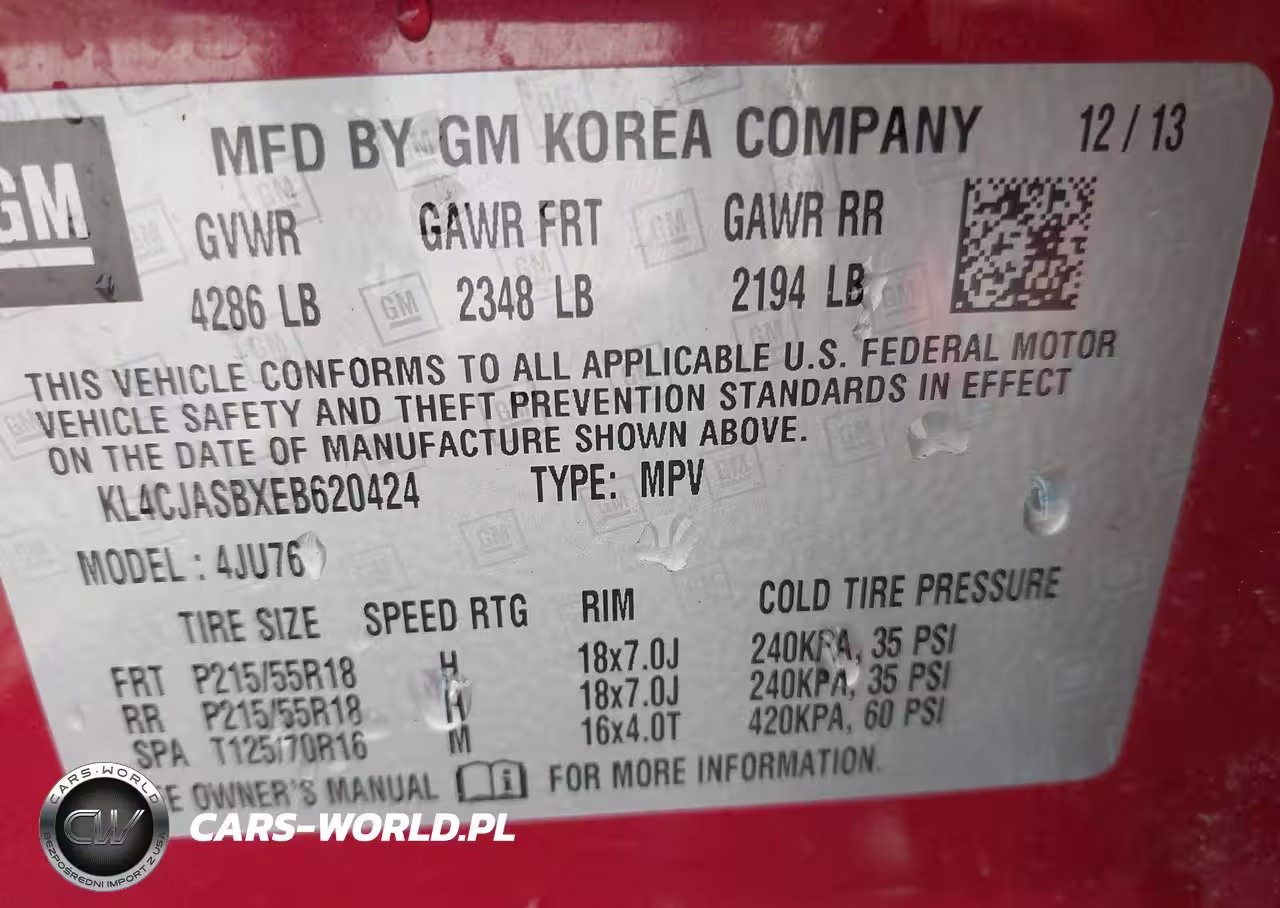 GM
MFD BY GM KOREA COMPANY 12 / 13
GVWR GAWR FRT GAWR RR
4286 LB GM 2348 LB 2194 LB
THIS VEHICLE CONFORMS TO ALL APPLICABLE U.S. FEDERAL MOTOR
VEHICLE SAFETY AND THEFT PREVENTION STANDARDS IN EFFECT
ON THE DATE OF MANUFACTURE SHOWN ABOVE.
KL4CJASBXEB620424 TYPE: MPV
MODEL : 4JU76
TIRE SIZE SPEED RTG RIM COLD TIRE PRESSURE
FRT P215/55R18 H 18x7.0J 240KPA, 35 PSI
RR P215/55R18 H 18x7.0J 240KPA, 35 PSI
SPA T125/70R16 M 16x4.0T 420KPA, 60 PSI
E OWNER'S MANUAL i FOR MORE INFORMATION.
CARS-WORLD
CW
BEZPOŚREDNI IMPORT Z USA
CARS-WORLD.PL